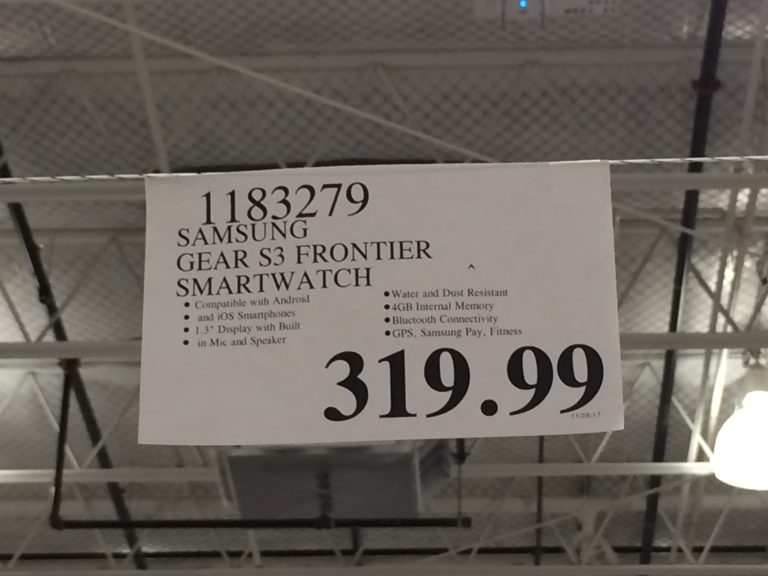 1183279
SAMSUNG
GEAR S3 FRONTIER
SMARTWATCH
• Compatible with Android
• and iOS Smartphones
• 1.3" Display with Built
• in Mic and Speaker
• Water and Dust Resistant
• 4GB Internal Memory
• Bluetooth Connectivity
• GPS, Samsung Pay, Fitness
319.99
11/28/17